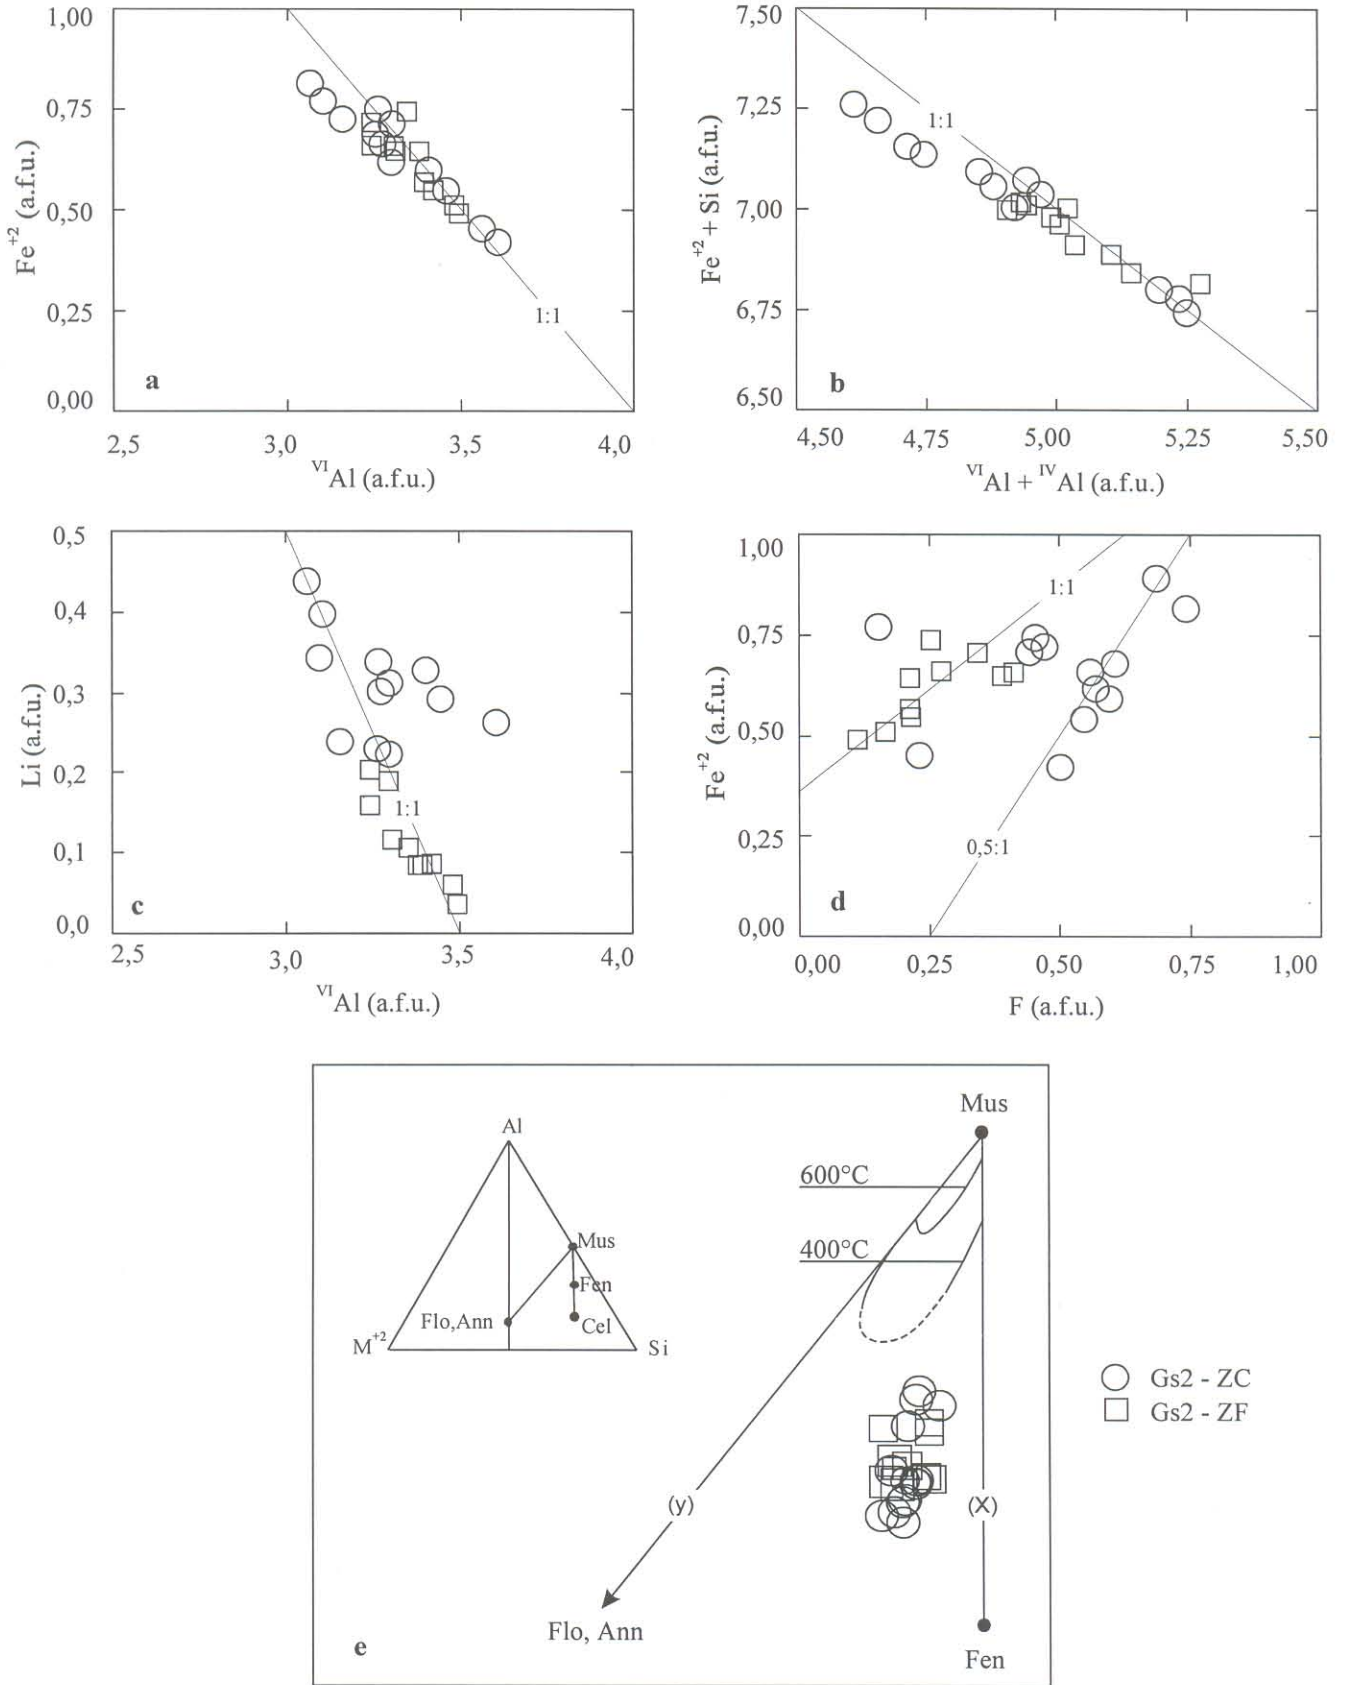 1,00
0,75
0,50
0,25
0,00
Fe+2 (a.f.u.)
1:1
a
2,5
3,0
3,5
4,0
VIAl (a.f.u.)
7,50
7,25
7,00
6,75
6,50
Fe+2 + Si (a.f.u.)
1:1
b
4,50
4,75
5,00
5,25
5,50
VIAl + IVAl (a.f.u.)
0,5
0,4
0,3
0,2
0,1
0,0
Li (a.f.u.)
1:1
c
2,5
3,0
3,5
4,0
VIAl (a.f.u.)
1,00
0,75
0,50
0,25
0,00
Fe+2 (a.f.u.)
1:1
0,5:1
d
0,00
0,25
0,50
0,75
1,00
F (a.f.u.)
Al
Mus
Fen
Flo,Ann
Cel
M+2
Si
Mus
600°C
400°C
(y)
(X)
Flo, Ann
Fen
e
Gs2 - ZC
Gs2 - ZF